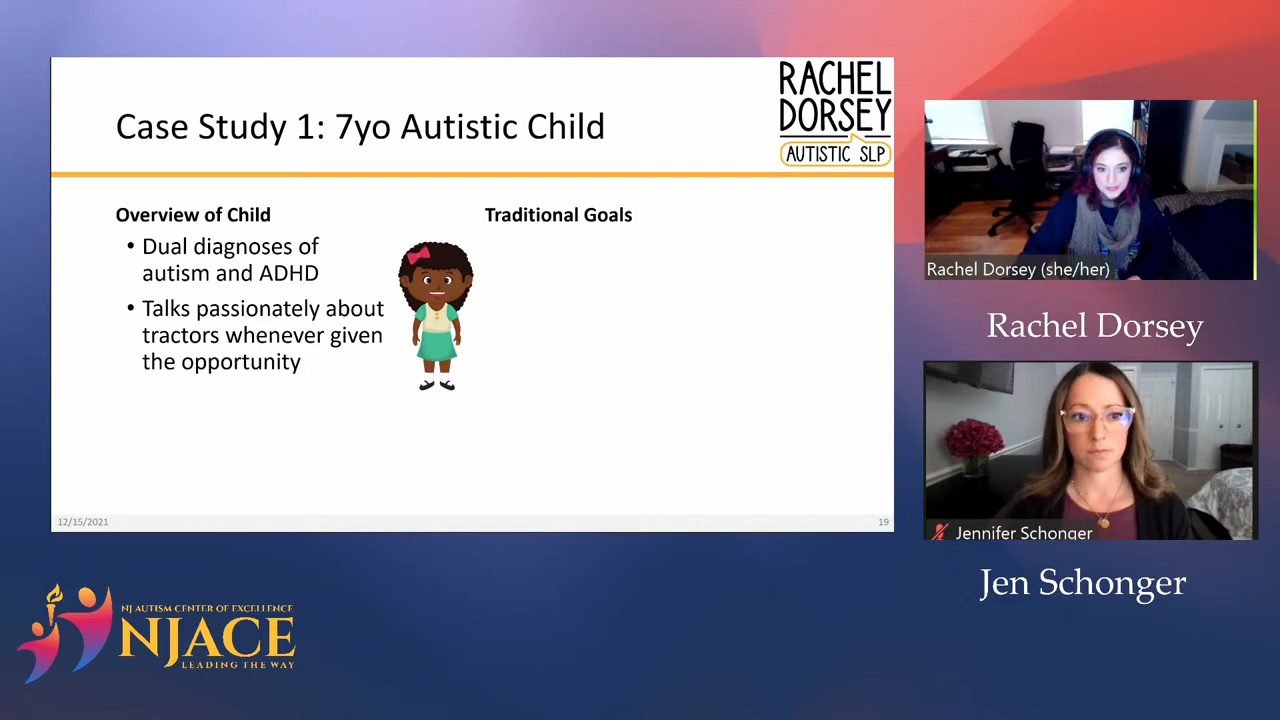 Case Study 1: 7yo Autistic Child
RACHEL
DORSEY
AUTISTIC SLP
Overview of Child
• Dual diagnoses of
autism and ADHD
• Talks passionately about
tractors whenever given
the opportunity
Traditional Goals
12/15/2021
19
Rachel Dorsey (she/her)
Rachel Dorsey
Jennifer Schonger
Jen Schonger
NJ AUTISM CENTER OF EXCELLENCE
NJACE
LEADING THE WAY